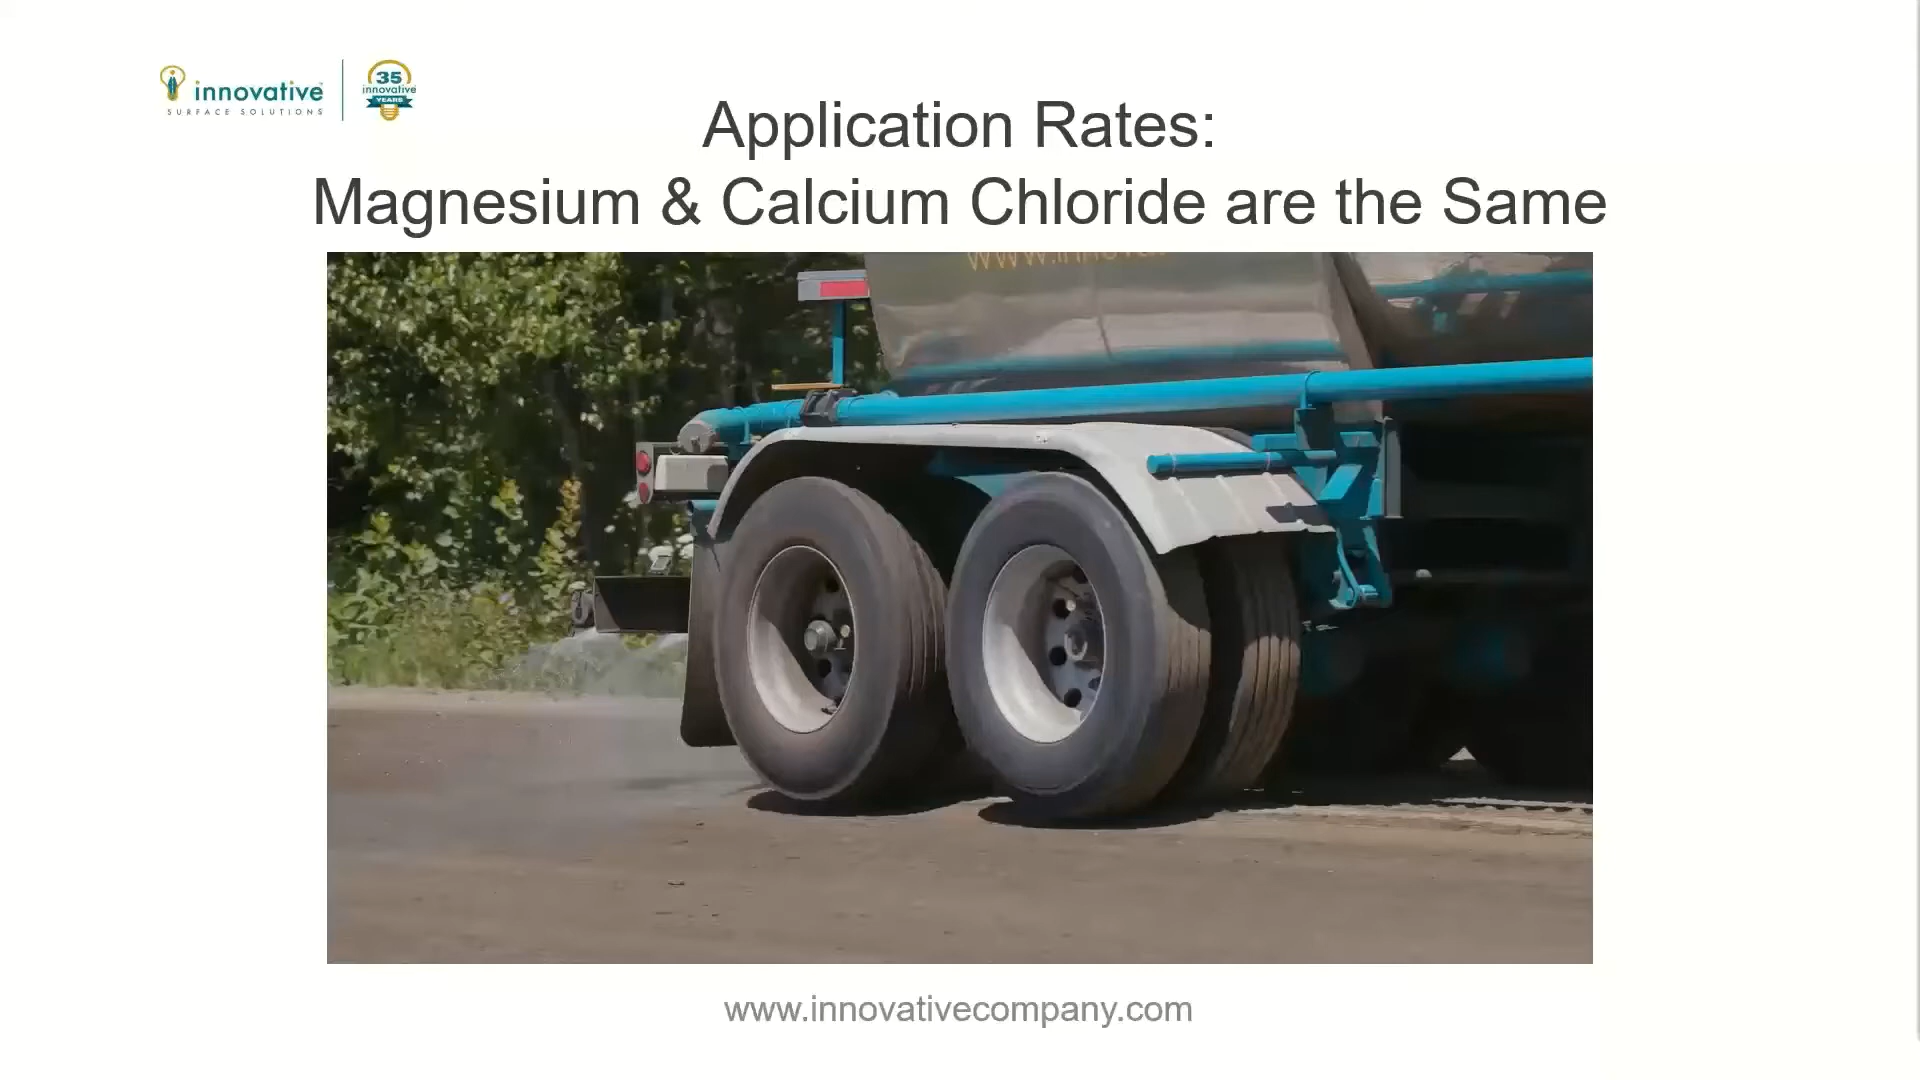 innovative
SURFACE SOLUTIONS
35
innovative
YEARS
Application Rates:
Magnesium & Calcium Chloride are the Same
www.innovativecompany.com